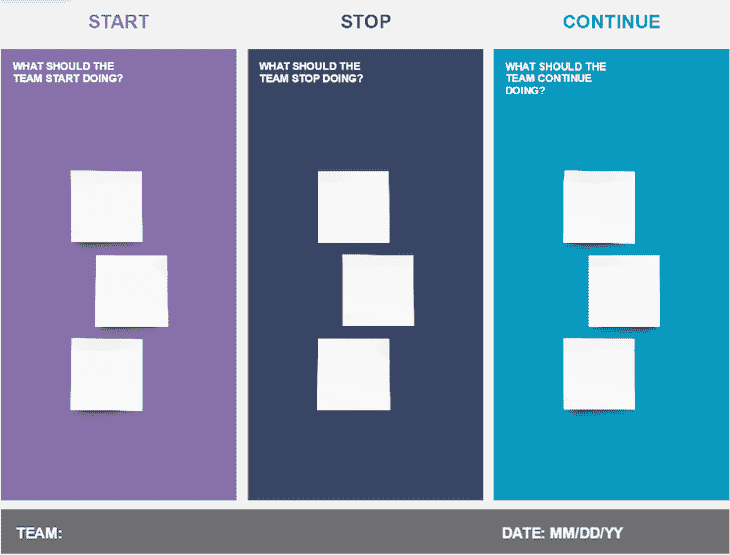 START
STOP
CONTINUE
WHAT SHOULD THE
TEAM START DOING?
WHAT SHOULD THE
TEAM STOP DOING?
WHAT SHOULD THE
TEAM CONTINUE
DOING?
TEAM:
DATE: MM/DD/YY